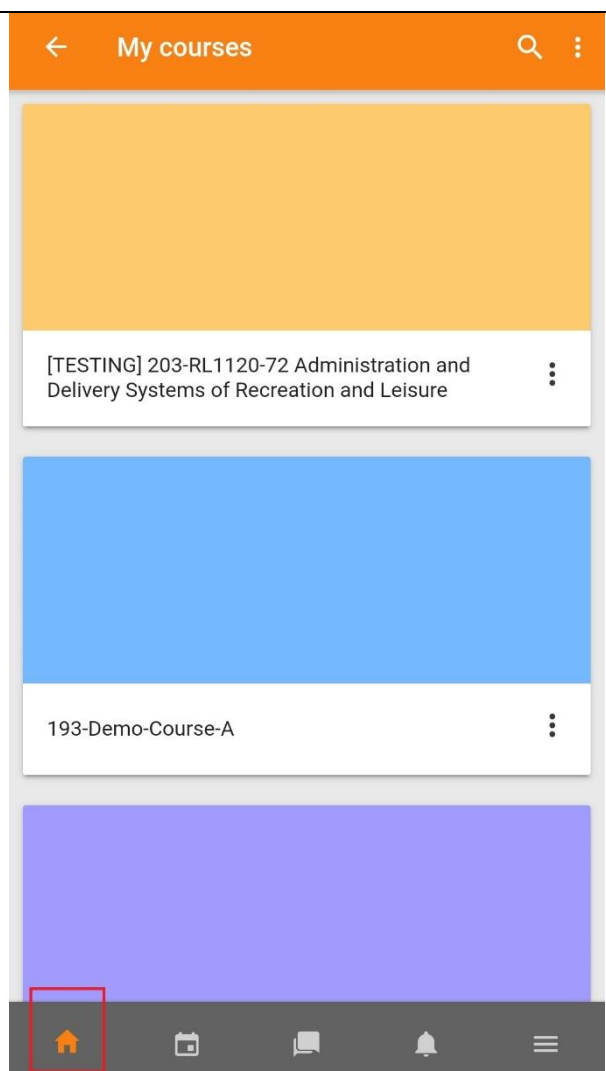 My courses
[TESTING] 203-RL1120-72 Administration and
Delivery Systems of Recreation and Leisure
193-Demo-Course-A